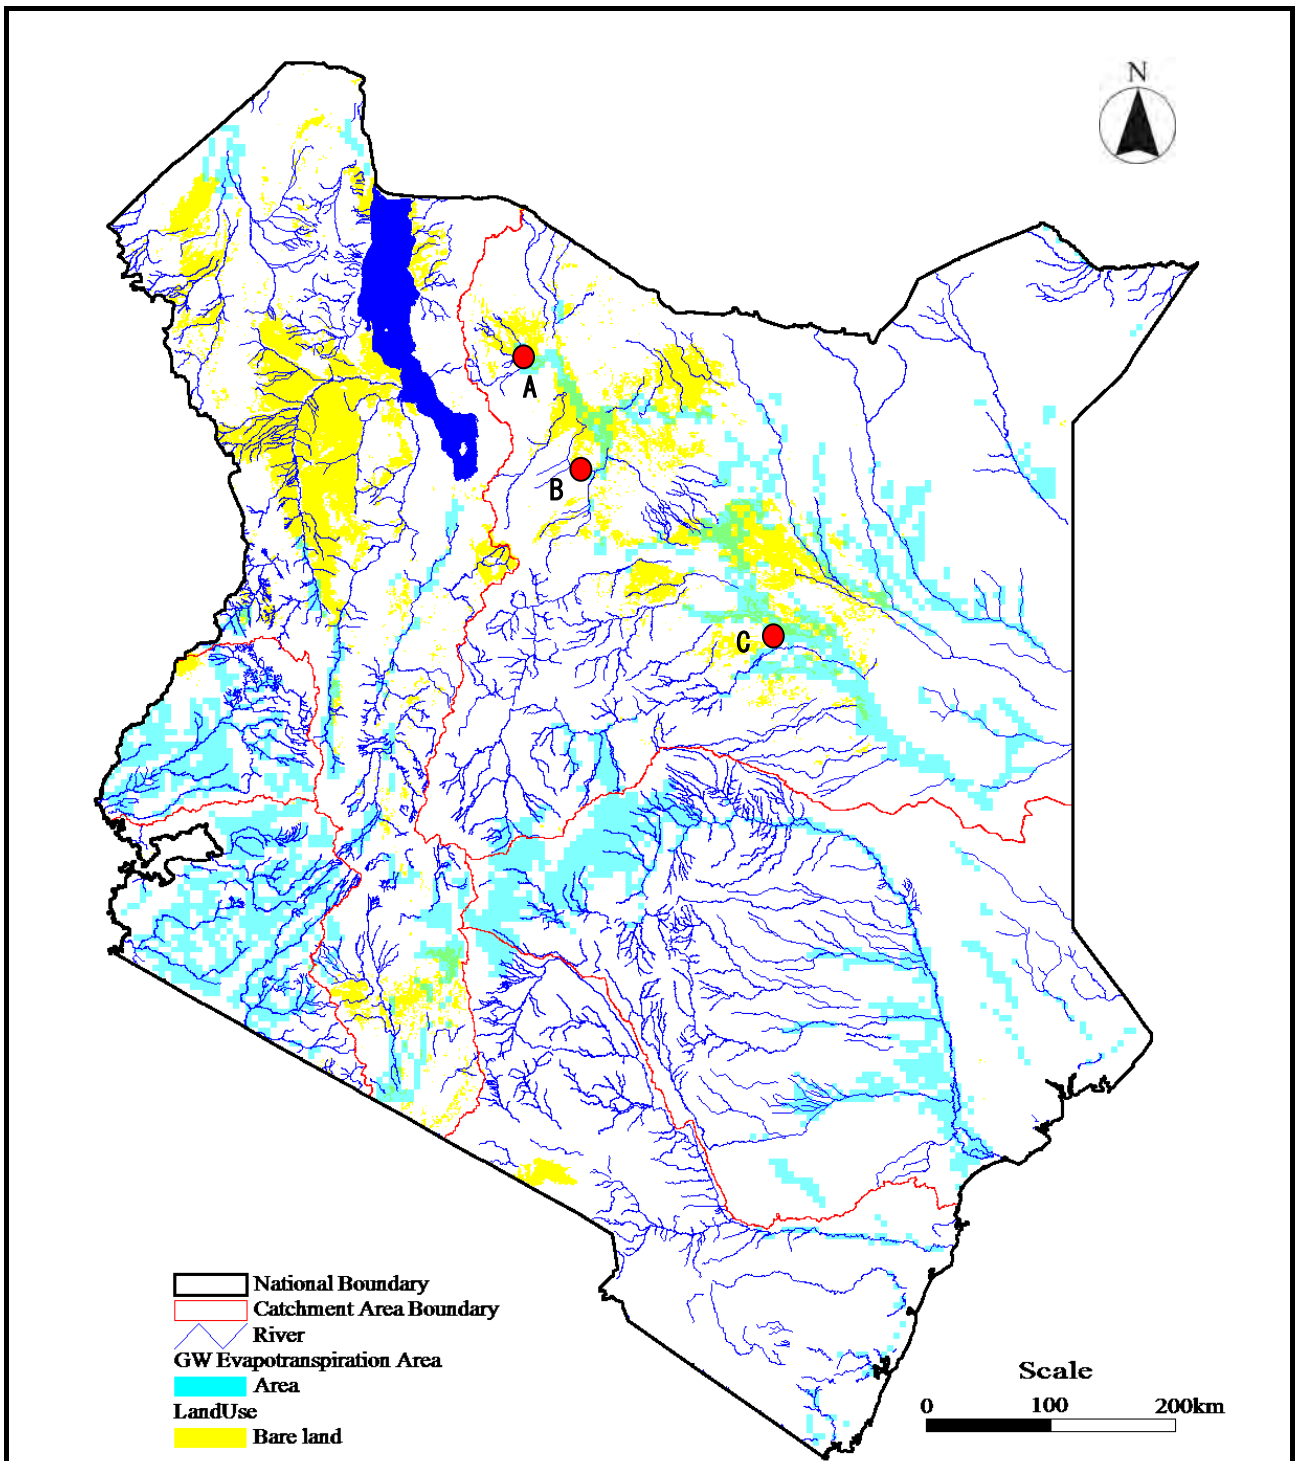 N
A
B
C
National Boundary
Catchment Area Boundary
River
GW Evapotranspiration Area
Area
LandUse
Bare land
Scale
0 100 200km